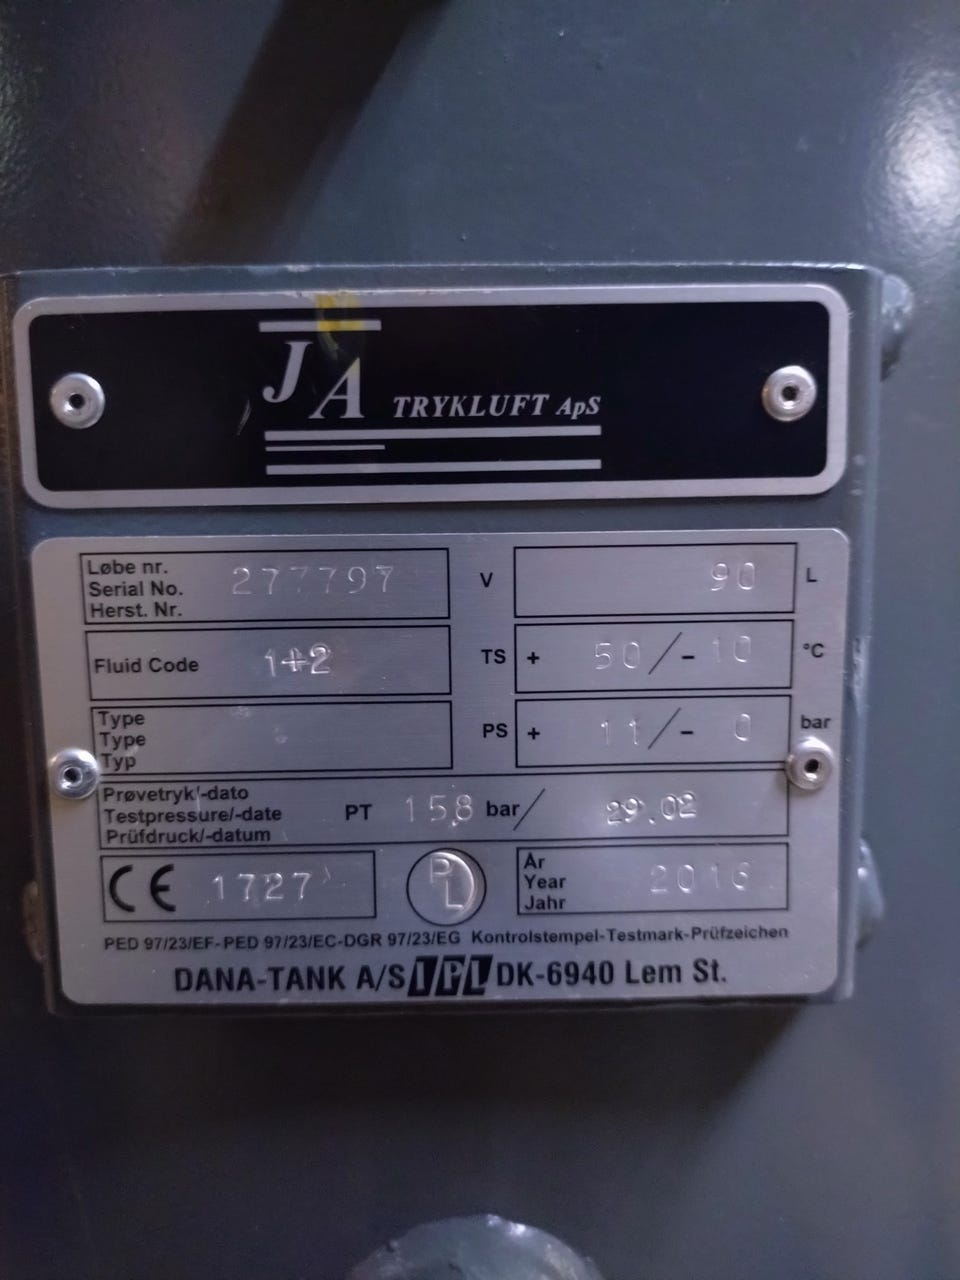 JA TRYKLUFT ApS
Løbe nr.
Serial No. 277797
Herst. Nr.
V 90 L
Fluid Code 1+2
TS + 50/-10 °C
Type
Type
Typ
PS + 11/-0 bar
Prøvetryk/-dato
Testpressure/-date PT 15,8 bar/ 29.02
Prüfdruck/-datum
CE 1727
PL
År
Year 2016
Jahr
PED 97/23/EF-PED 97/23/EC-DGR 97/23/EG Kontrolstempel-Testmark-Prüfzeichen
DANA-TANK A/S IPL DK-6940 Lem St.